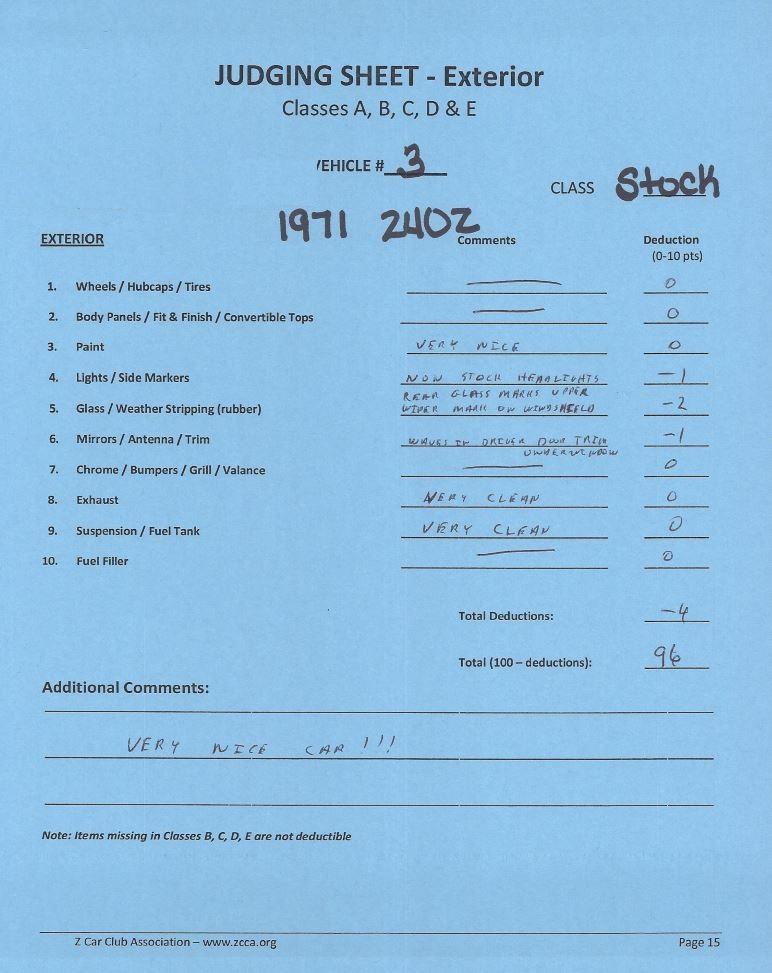 JUDGING SHEET - Exterior
Classes A, B, C, D & E
VEHICLE # 3
CLASS Stock
1971 240Z
EXTERIOR Comments Deduction
(0-10 pts)
1. Wheels / Hubcaps / Tires 0
2. Body Panels / Fit & Finish / Convertible Tops 0
3. Paint VERY NICE 0
4. Lights / Side Markers NON STOCK HEADLIGHTS -1
REAR GLASS MARKS UPPER
5. Glass / Weather Stripping (rubber) WIPER MARK ON WINDSHIELD -2
6. Mirrors / Antenna / Trim WAVES IN DRIVER DOOR TRIM -1
UNDER WINDOW
7. Chrome / Bumpers / Grill / Valance 0
8. Exhaust VERY CLEAN 0
9. Suspension / Fuel Tank VERY CLEAN 0
10. Fuel Filler 0
Total Deductions: -4
Total (100 – deductions): 96
Additional Comments:
VERY NICE CAR !!!
Note: Items missing in Classes B, C, D, E are not deductible
Z Car Club Association – www.zcca.org Page 15